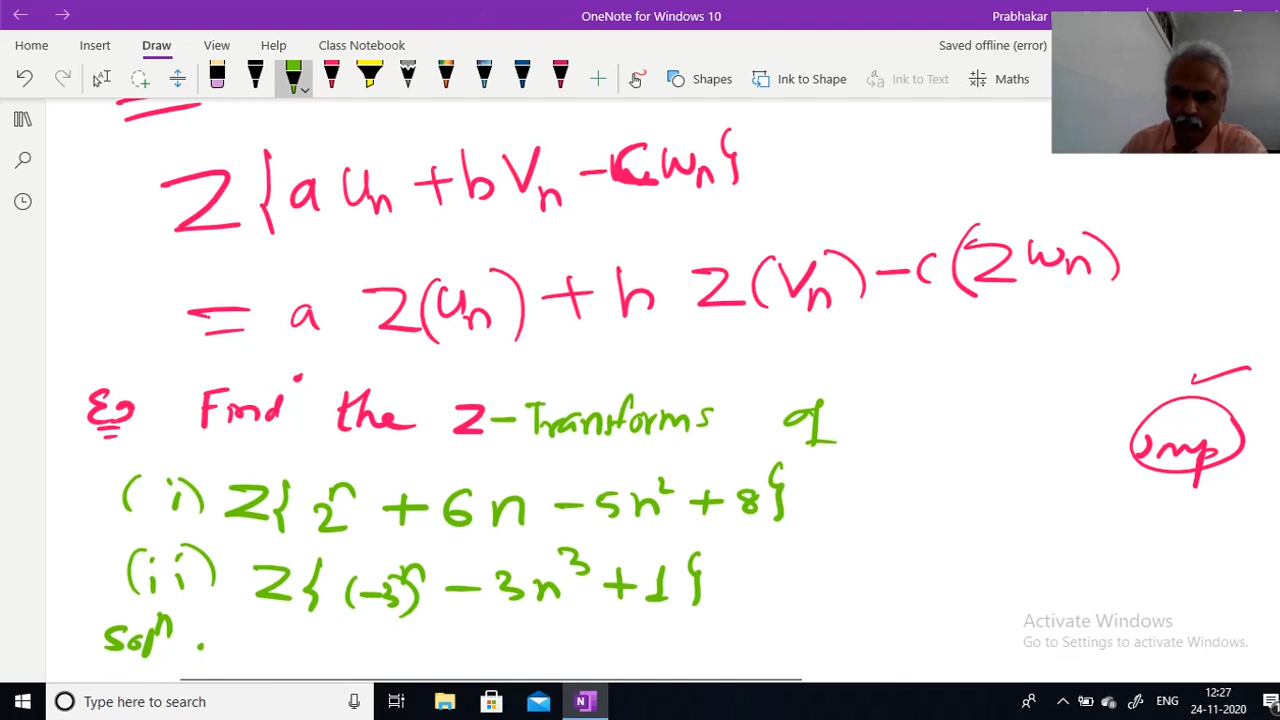 OneNote for Windows 10
Prabhakar
Home Insert Draw View Help Class Notebook
Saved offline (error)
Shapes Ink to Shape Ink to Text Maths
Z{a un + b Vn - c wn}
= a Z(un) + b Z(Vn) - c(Z wn)
Ex Find the Z-Transforms of
Imp
(i) Z{2^n + 6n - 5n² + 8}
(ii) Z{(-3)^n - 3n³ + 1}
Sol^n .
Activate Windows
Go to Settings to activate Windows.
Type here to search
ENG
12:27
24-11-2020